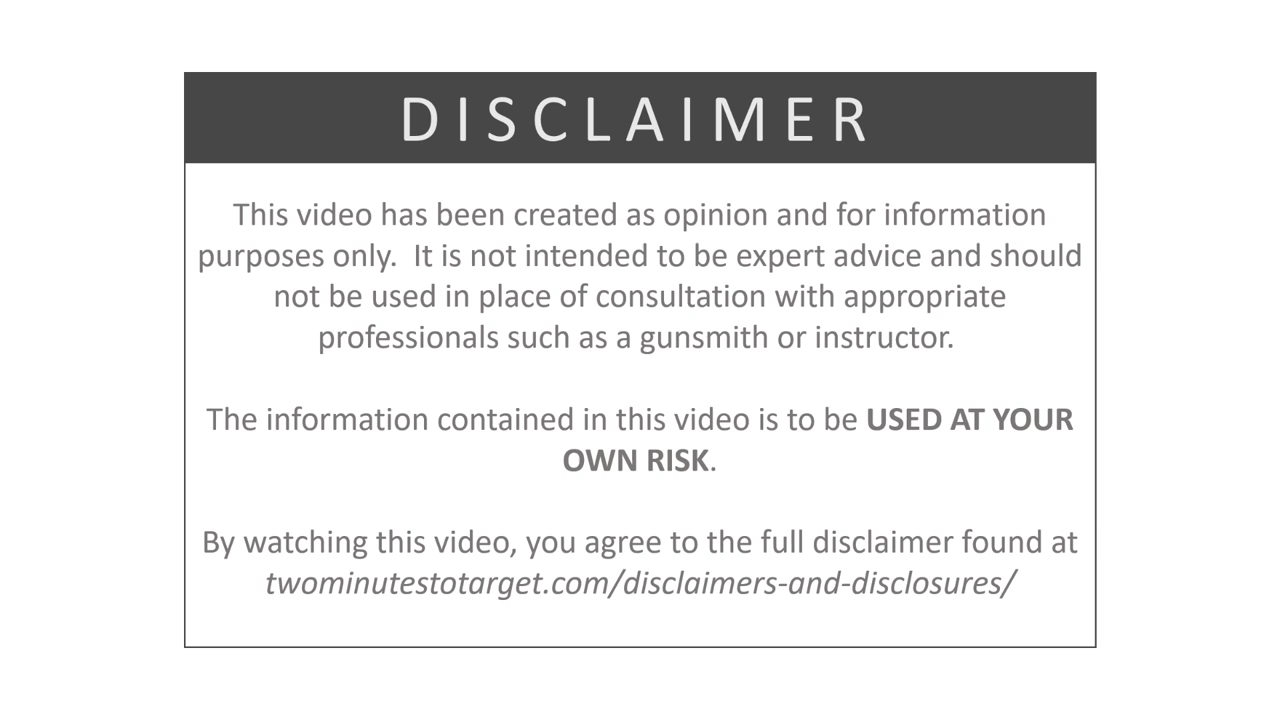 DISCLAIMER
This video has been created as opinion and for information
purposes only.  It is not intended to be expert advice and should
not be used in place of consultation with appropriate
professionals such as a gunsmith or instructor.
The information contained in this video is to be USED AT YOUR
OWN RISK.
By watching this video, you agree to the full disclaimer found at
twominutestotarget.com/disclaimers-and-disclosures/